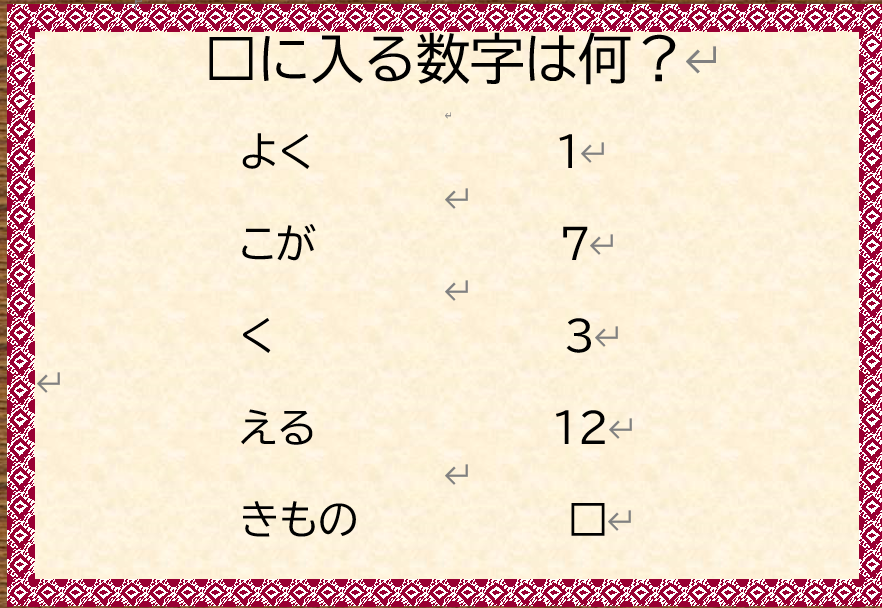 □に入る数字は何？↵
↵
よく 1↵
↵
こが 7↵
↵
く 3↵
↵
える 12↵
↵
きもの □↵